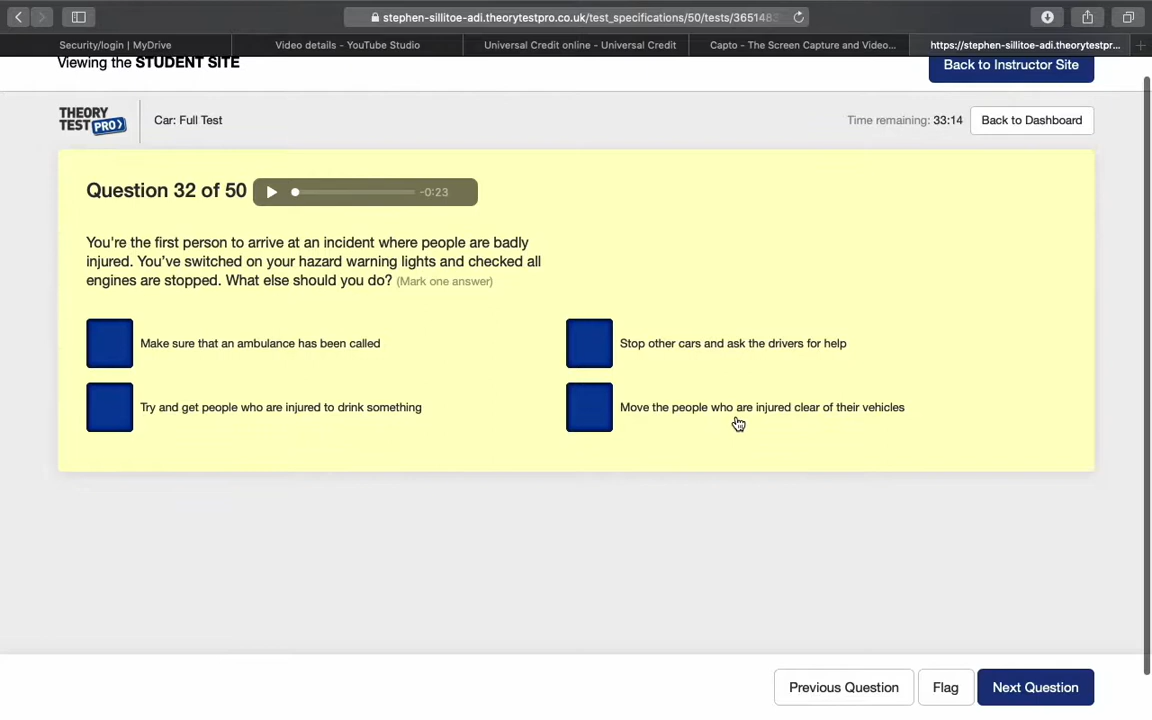 stephen-sillitoe-adi.theorytestpro.co.uk/test_specifications/50/tests/3651483
Security/login | MyDrive
Video details - YouTube Studio
Universal Credit online - Universal Credit
Capto - The Screen Capture and Video...
https://stephen-sillitoe-adi.theorytestpr...
Viewing the STUDENT SITE
Back to Instructor Site
THEORY
TEST PRO
Car: Full Test
Time remaining: 33:14
Back to Dashboard
Question 32 of 50
-0:23
You're the first person to arrive at an incident where people are badly
injured. You've switched on your hazard warning lights and checked all
engines are stopped. What else should you do? (Mark one answer)
Make sure that an ambulance has been called
Stop other cars and ask the drivers for help
Try and get people who are injured to drink something
Move the people who are injured clear of their vehicles
Previous Question
Flag
Next Question